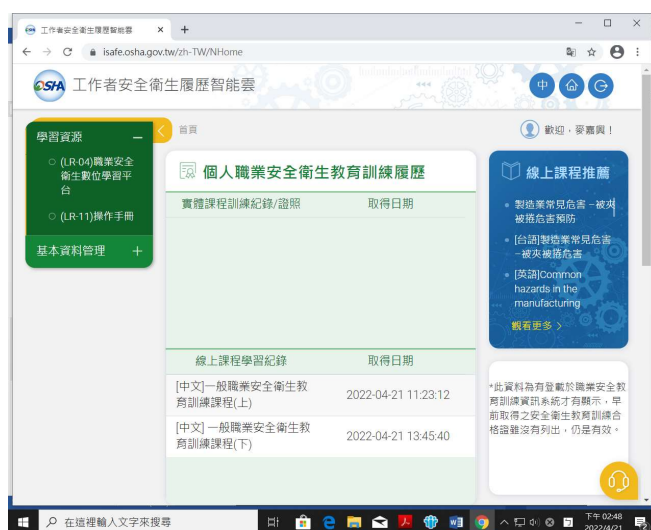 工作者安全衛生履歷智能雲
isafe.osha.gov.tw/zh-TW/NHome
OSHA 工作者安全衛生履歷智能雲
中
學習資源
(LR-04)職業安全
衛生數位學習平
台
(LR-11)操作手冊
基本資料管理
首頁
歡迎,麥嘉興!
個人職業安全衛生教育訓練履歷
實體課程訓練紀錄/證照 取得日期
線上課程學習紀錄 取得日期
[中文]一般職業安全衛生教
育訓練課程(上)
2022-04-21 11:23:12
[中文] 一般職業安全衛生教
育訓練課程(下)
2022-04-21 13:45:40
線上課程推薦
製造業常見危害 –被夾
被捲危害預防
[台語]製造業常見危害
–被夾被捲危害
[英語]Common
hazards in the
manufacturing
觀看更多
*此資料為有登載於職業安全教
育訓練資訊系統才有顯示,早
前取得之安全衛生教育訓練合
格證雖沒有列出,仍是有效。
在這裡輸入文字來搜尋
下午 02:48
2022/4/21